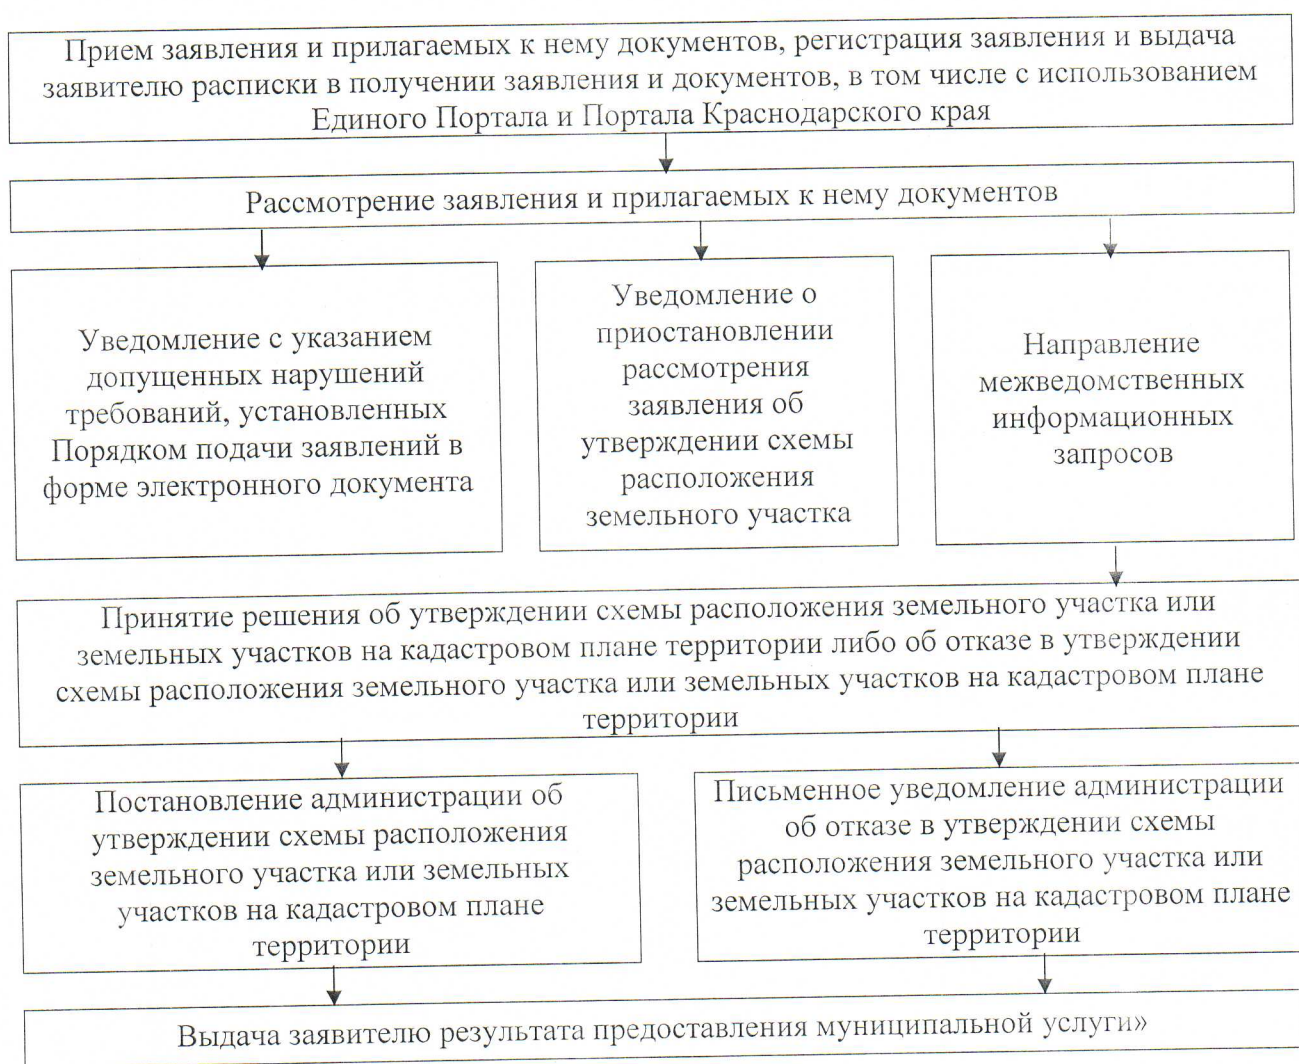 Прием заявления и прилагаемых к нему документов, регистрация заявления и выдача
заявителю расписки в получении заявления и документов, в том числе с использованием
Единого Портала и Портала Краснодарского края
Рассмотрение заявления и прилагаемых к нему документов
Уведомление с указанием
допущенных нарушений
требований, установленных
Порядком подачи заявлений в
форме электронного документа
Уведомление о
приостановлении
рассмотрения
заявления об
утверждении схемы
расположения
земельного участка
Направление
межведомственных
информационных
запросов
Принятие решения об утверждении схемы расположения земельного участка или
земельных участков на кадастровом плане территории либо об отказе в утверждении
схемы расположения земельного участка или земельных участков на кадастровом плане
территории
Постановление администрации об
утверждении схемы расположения
земельного участка или земельных
участков на кадастровом плане
территории
Письменное уведомление администрации
об отказе в утверждении схемы
расположения земельного участка или
земельных участков на кадастровом плане
территории
Выдача заявителю результата предоставления муниципальной услуги»